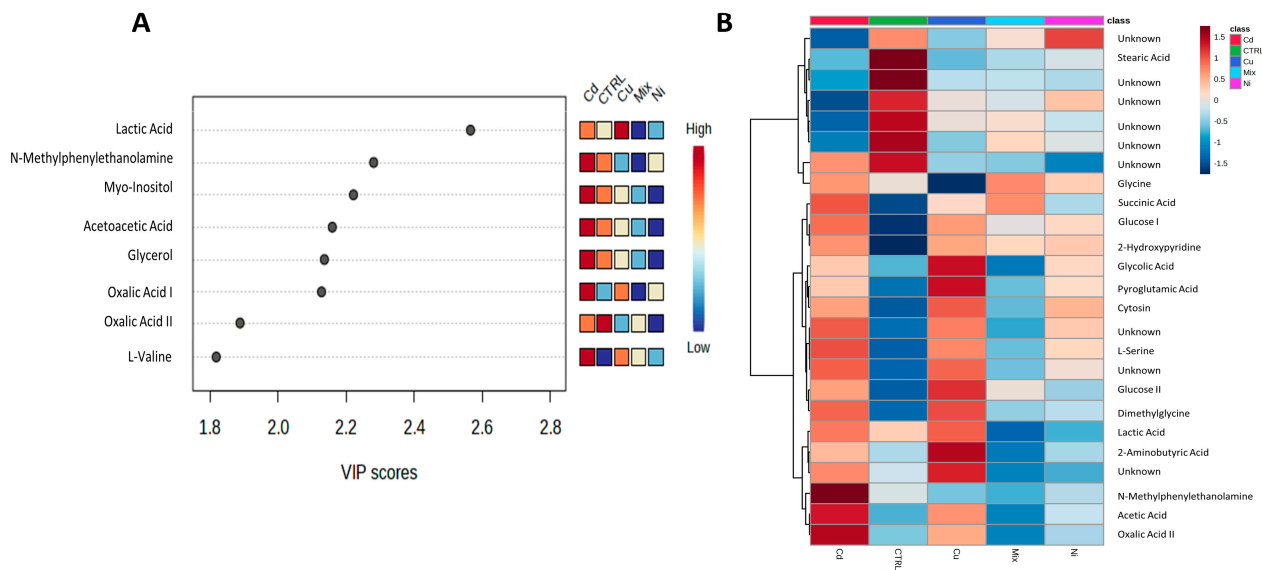 A
Cd
CTRL
Cu
Mix
Ni
Lactic Acid
N-Methylphenylethanolamine
Myo-Inositol
Acetoacetic Acid
Glycerol
Oxalic Acid I
Oxalic Acid II
L-Valine
High
Low
1.8
2.0
2.2
2.4
2.6
2.8
VIP scores
B
class
Unknown
Stearic Acid
Unknown
Unknown
Unknown
Unknown
Unknown
Glycine
Succinic Acid
Glucose I
2-Hydroxypyridine
Glycolic Acid
Pyroglutamic Acid
Cytosin
Unknown
L-Serine
Unknown
Glucose II
Dimethylglycine
Lactic Acid
2-Aminobutyric Acid
Unknown
N-Methylphenylethanolamine
Acetic Acid
Oxalic Acid II
Cd
CTRL
Cu
Mix
Ni
1.5
1
0.5
0
-0.5
-1
-1.5
class
Cd
CTRL
Cu
Mix
Ni